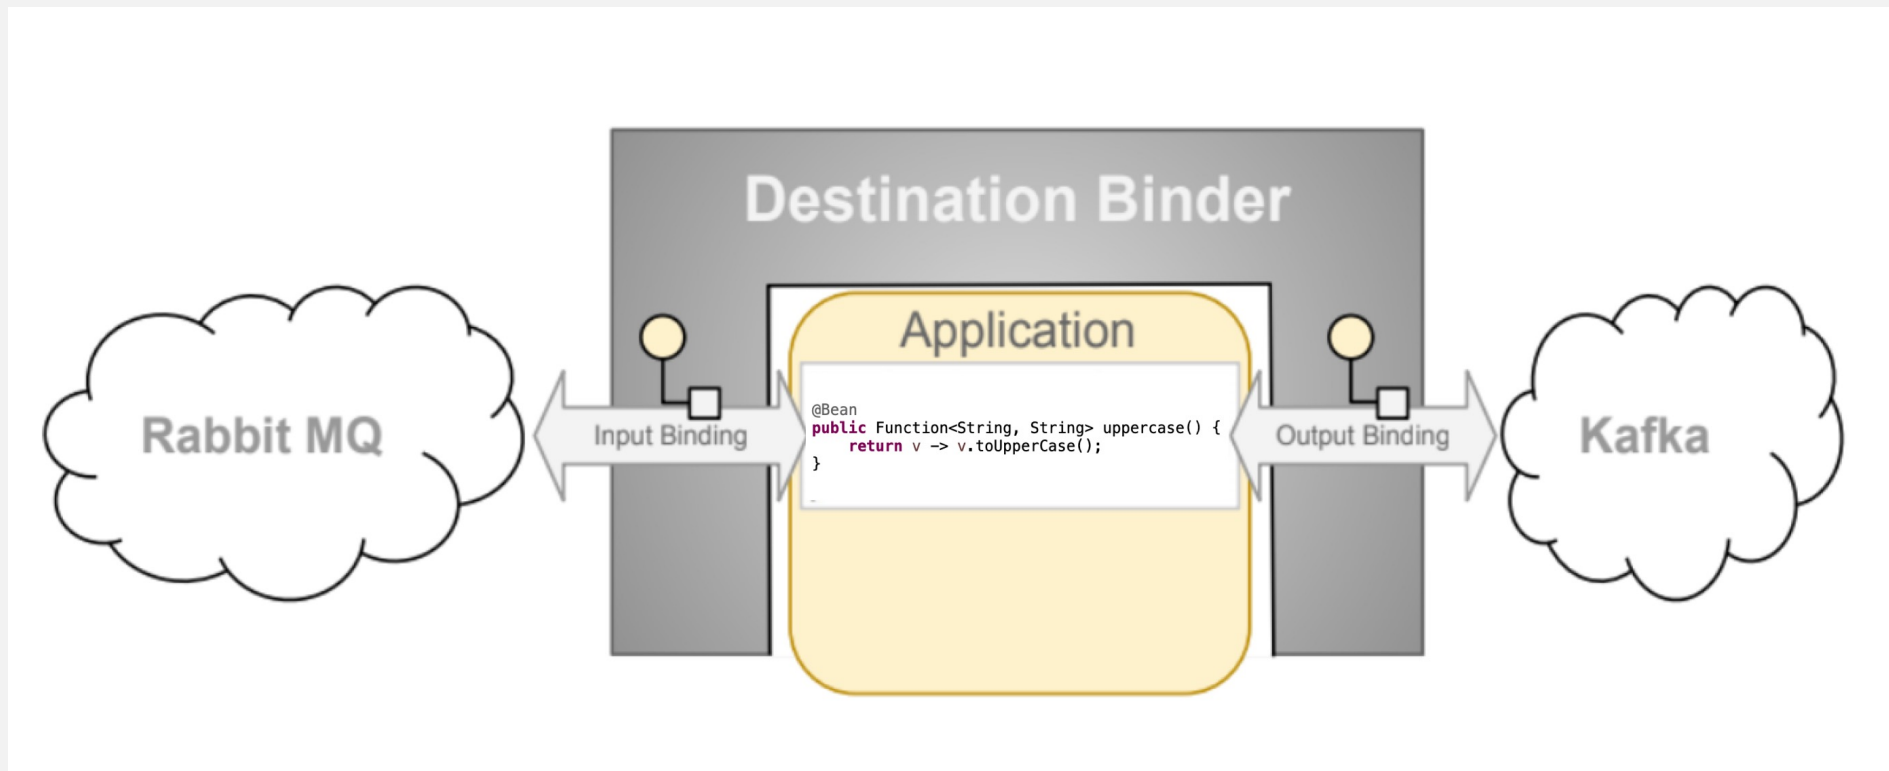 Destination Binder
Application
Rabbit MQ
Input Binding
@Bean
public Function<String, String> uppercase() {
    return v -> v.toUpperCase();
}
Output Binding
Kafka